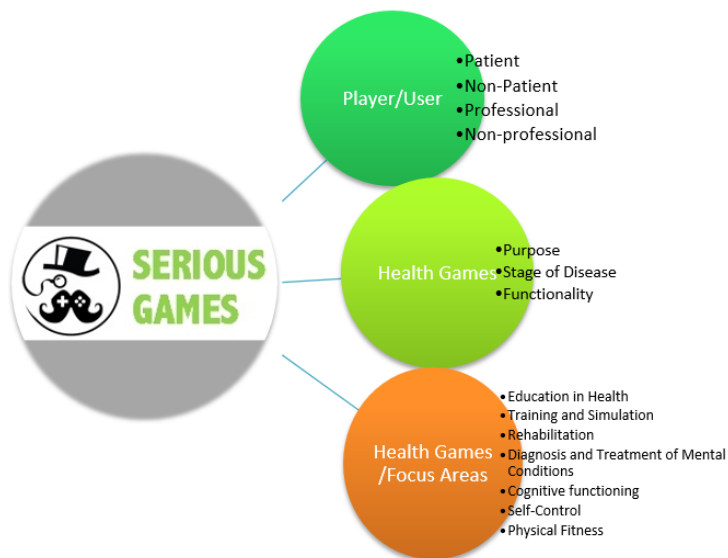 Player/User
•Patient
•Non-Patient
•Professional
•Non-professional
SERIOUS
GAMES
Health Games
•Purpose
•Stage of Disease
•Functionality
Health Games
/Focus Areas
•Education in Health
•Training and Simulation
•Rehabilitation
•Diagnosis and Treatment of Mental
Conditions
•Cognitive functioning
•Self-Control
•Physical Fitness